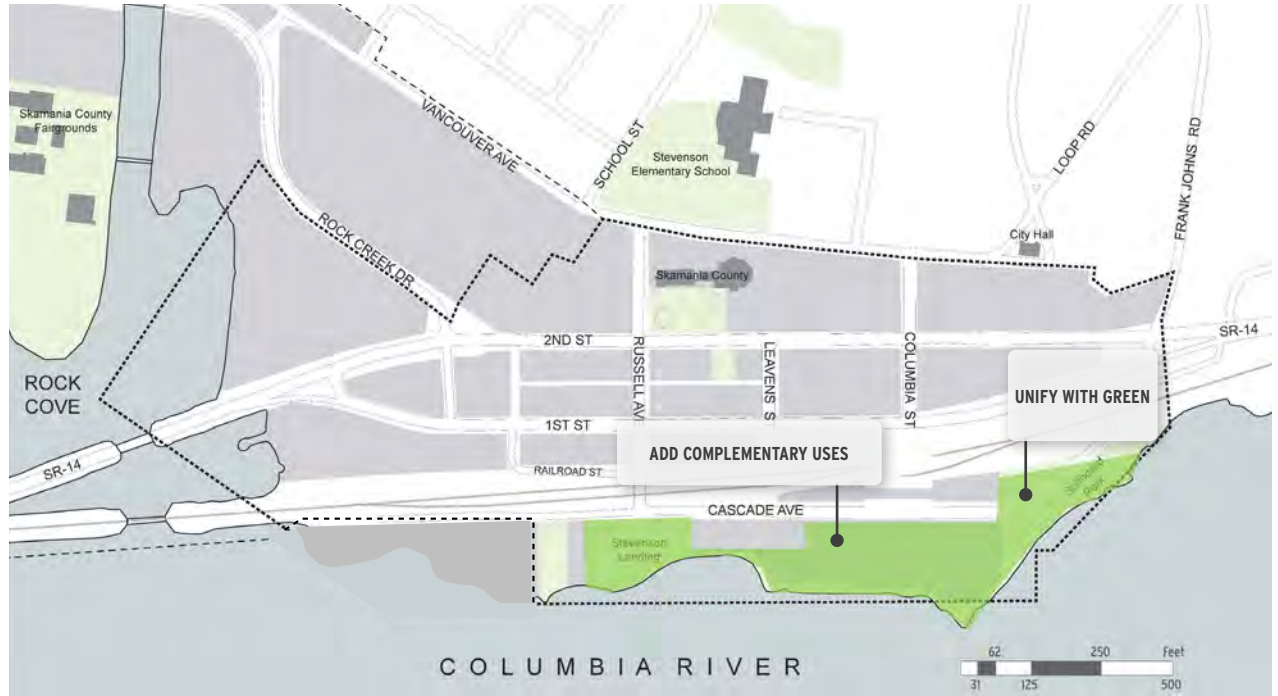 Skamania County
Fairgrounds
VANCOUVER AVE
SCHOOL ST
Stevenson
Elementary School
LOOP RD
FRANK JOHNS RD
City Hall
ROCK CREEK DR
Skamania County
2ND ST
RUSSELL AVE
LEAVENS S
COLUMBIA ST
SR-14
ROCK
COVE
UNIFY WITH GREEN
1ST ST
ADD COMPLEMENTARY USES
SR-14
RAILROAD ST
Park
CASCADE AVE
Stevenson
Landing
COLUMBIA RIVER
62 250 Feet
31 125 500